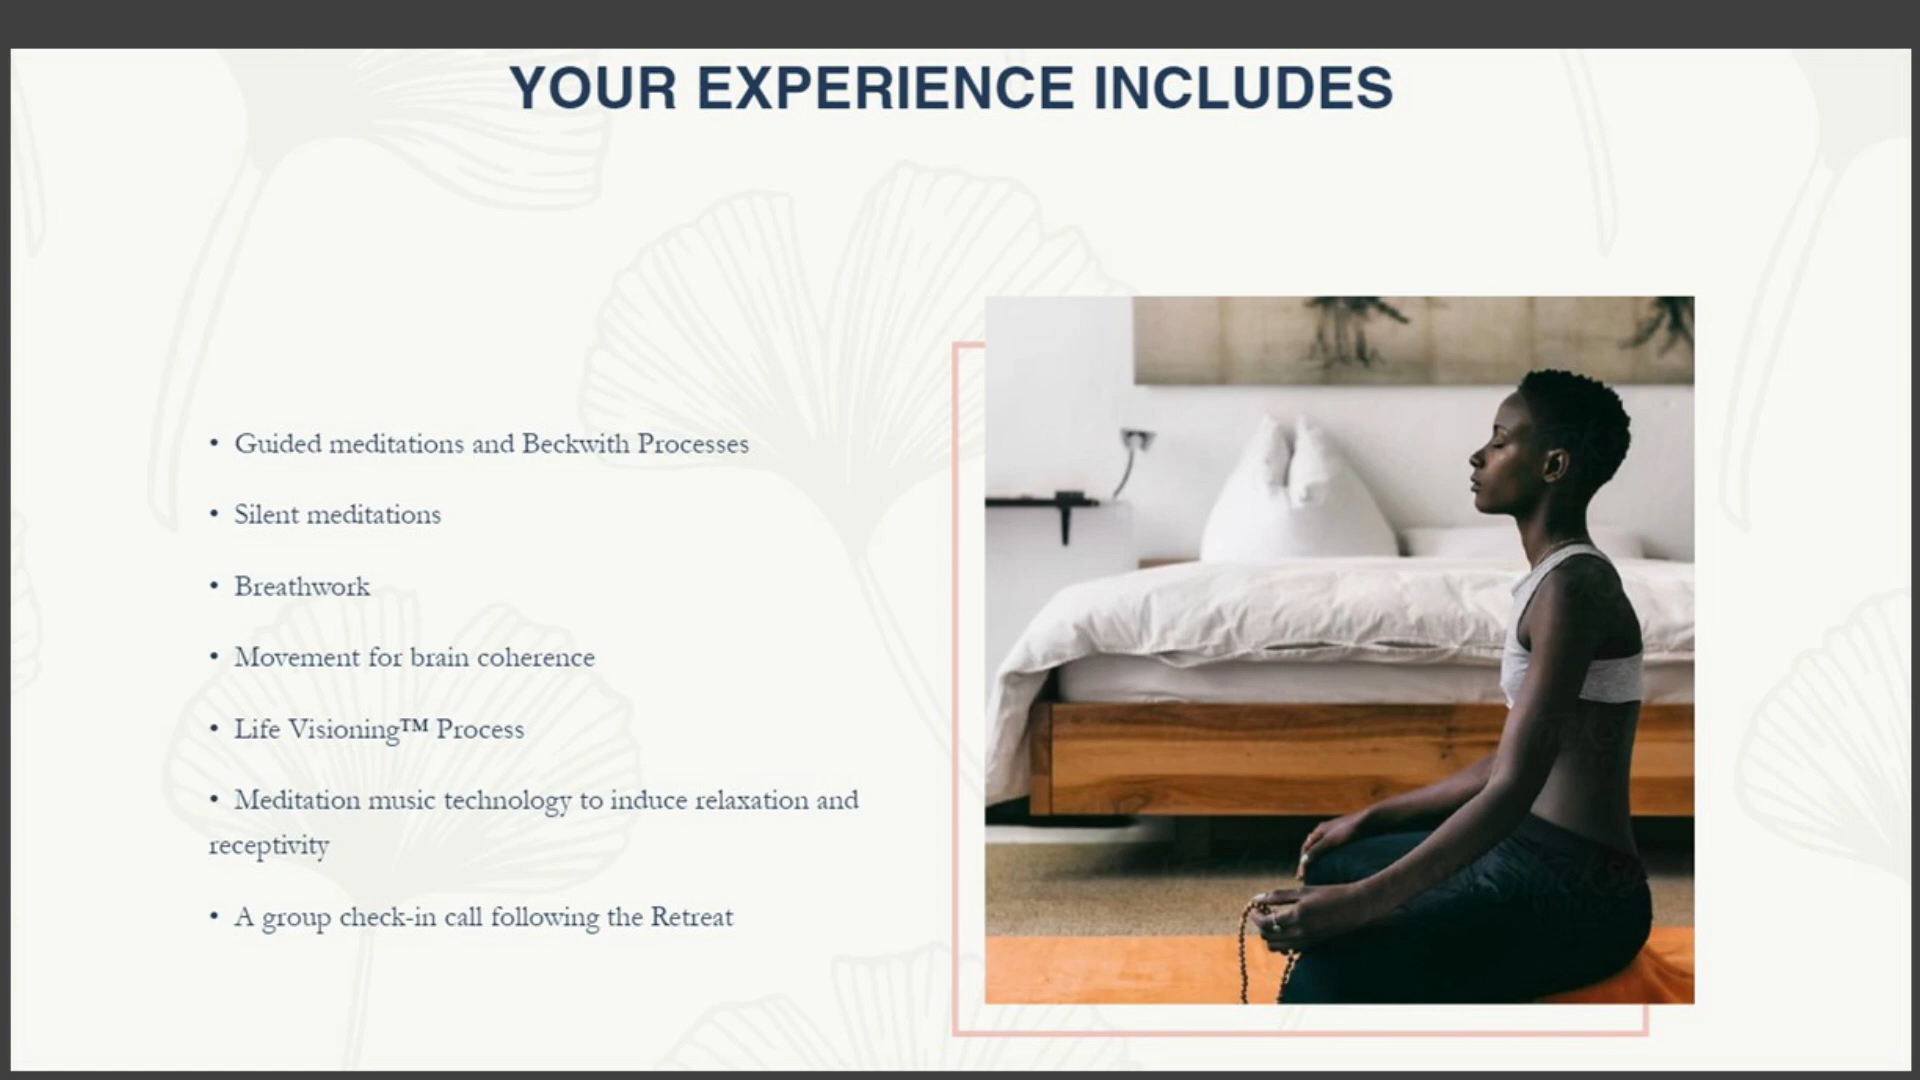 YOUR EXPERIENCE INCLUDES
• Guided meditations and Beckwith Processes
• Silent meditations
• Breathwork
• Movement for brain coherence
• Life Visioning™ Process
• Meditation music technology to induce relaxation and
receptivity
• A group check-in call following the Retreat